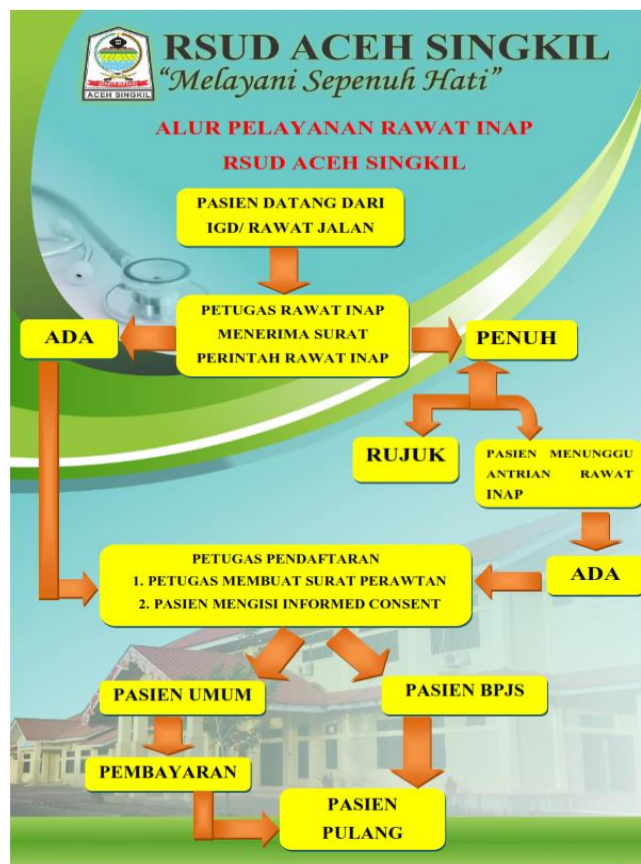 RSUD ACEH SINGKIL
"Melayani Sepenuh Hati"
ACEH SINGKIL
ALUR PELAYANAN RAWAT INAP
RSUD ACEH SINGKIL
PASIEN DATANG DARI
IGD/ RAWAT JALAN
PETUGAS RAWAT INAP
MENERIMA SURAT
PERINTAH RAWAT INAP
ADA
PENUH
RUJUK
PASIEN MENUNGGU
ANTRIAN RAWAT
INAP
ADA
PETUGAS PENDAFTARAN
1. PETUGAS MEMBUAT SURAT PERAWTAN
2. PASIEN MENGISI INFORMED CONSENT
PASIEN UMUM
PASIEN BPJS
PEMBAYARAN
PASIEN
PULANG